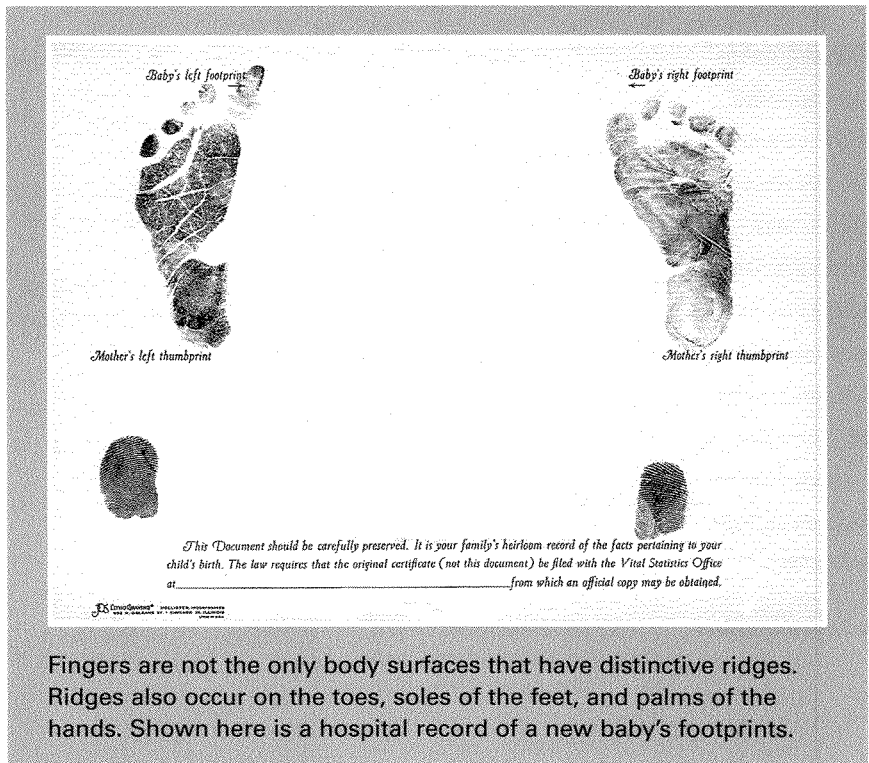 Baby's left footprint
Baby's right footprint
Mother's left thumbprint
Mother's right thumbprint
This Document should be carefully preserved. It is your family's heirloom record of the facts pertaining to your
child's birth. The law requires that the original certificate (not this document) be filed with the Vital Statistics Office
at from which an official copy may be obtained.
HOLLISTER, INCORPORATED
Fingers are not the only body surfaces that have distinctive ridges.
Ridges also occur on the toes, soles of the feet, and palms of the
hands. Shown here is a hospital record of a new baby's footprints.